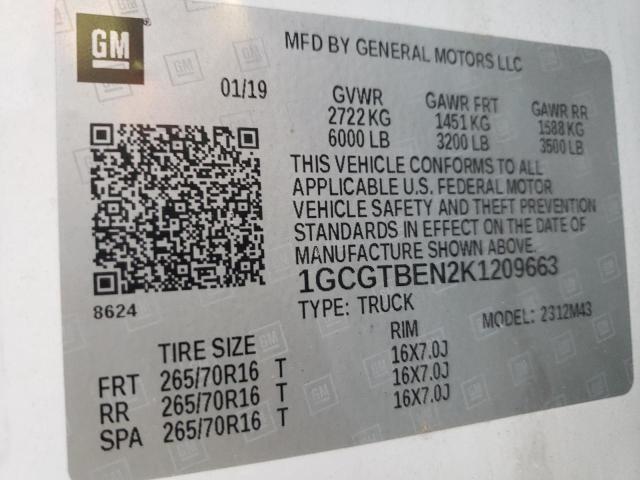 GM
MFD BY GENERAL MOTORS LLC
01/19
GVWR GAWR FRT GAWR RR
2722 KG 1451 KG 1588 KG
6000 LB 3200 LB 3500 LB
THIS VEHICLE CONFORMS TO ALL
APPLICABLE U.S. FEDERAL MOTOR
VEHICLE SAFETY AND THEFT PREVENTION
STANDARDS IN EFFECT ON THE DATE OF
MANUFACTURE SHOWN ABOVE.
1GCGTBEN2K1209663
8624
TYPE: TRUCK MODEL: 2312M43
TIRE SIZE RIM
FRT 265/70R16 T 16X7.0J
RR 265/70R16 T 16X7.0J
SPA 265/70R16 T 16X7.0J